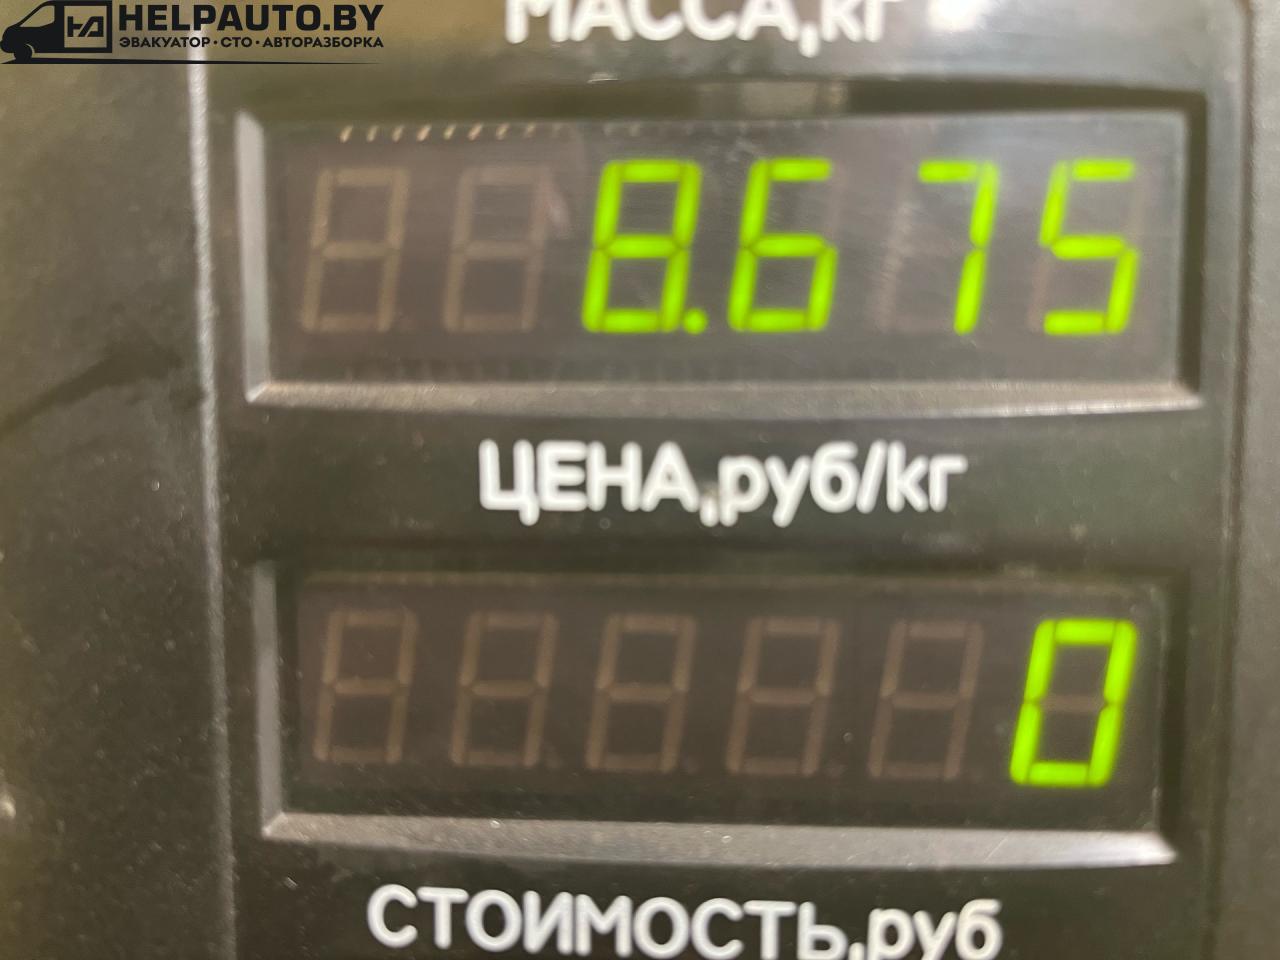 HELPAUTO.BY
ЭВАКУАТОР · СТО · АВТОРАЗБОРКА
МАССА,кг
8.675
ЦЕНА,руб/кг
0
СТОИМОСТЬ,руб